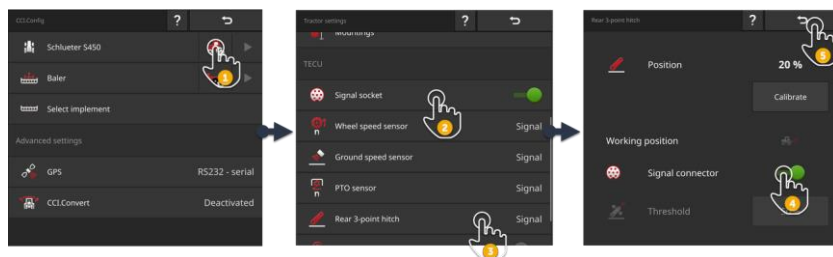 CCI.Config
?
Schlueter S450
1
Baler
Select implement
Advanced settings
GPS
RS232 - serial
CCI.Convert
Deactivated
Tractor settings
?
Mountings
TECU
Signal socket
2
n
Wheel speed sensor
Signal
Ground speed sensor
Signal
n
PTO sensor
Signal
Rear 3-point hitch
Signal
3
Rear 3-point hitch
?
5
Position
20 %
Calibrate
Working position
Signal connector
4
Threshold